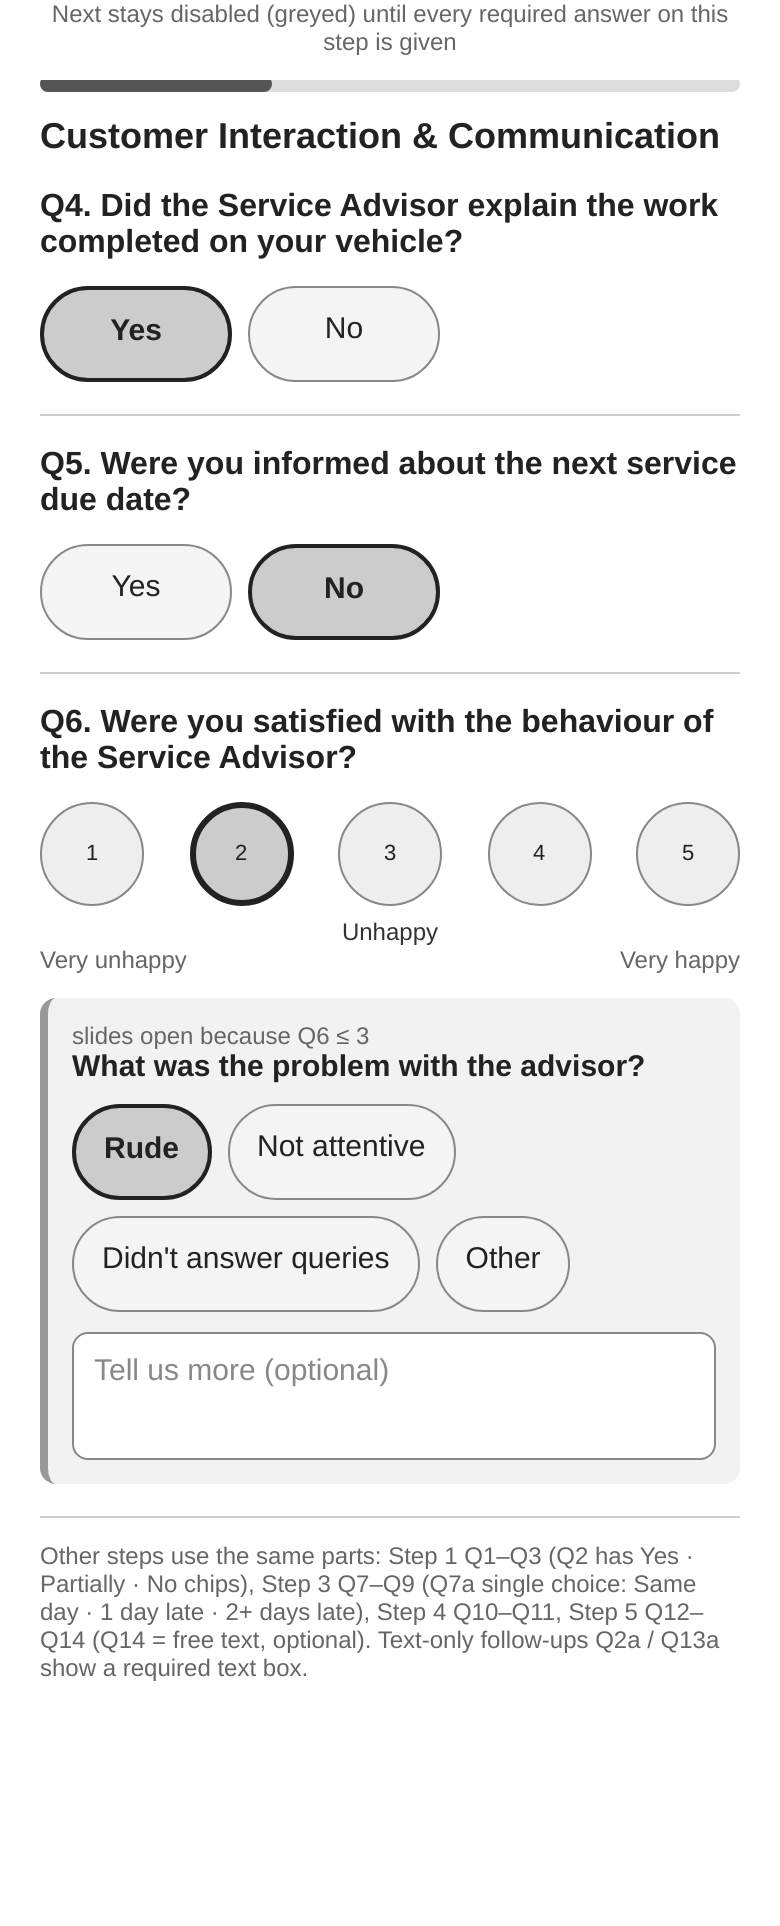 Next stays disabled (greyed) until every required answer on this
step is given
Customer Interaction & Communication
Q4. Did the Service Advisor explain the work
completed on your vehicle?
Yes No
Q5. Were you informed about the next service
due date?
Yes No
Q6. Were you satisfied with the behaviour of
the Service Advisor?
1 2 3 4 5
Unhappy
Very unhappy Very happy
slides open because Q6 ≤ 3
What was the problem with the advisor?
Rude Not attentive
Didn't answer queries Other
Tell us more (optional)
Other steps use the same parts: Step 1 Q1–Q3 (Q2 has Yes ·
Partially · No chips), Step 3 Q7–Q9 (Q7a single choice: Same
day · 1 day late · 2+ days late), Step 4 Q10–Q11, Step 5 Q12–
Q14 (Q14 = free text, optional). Text-only follow-ups Q2a / Q13a
show a required text box.